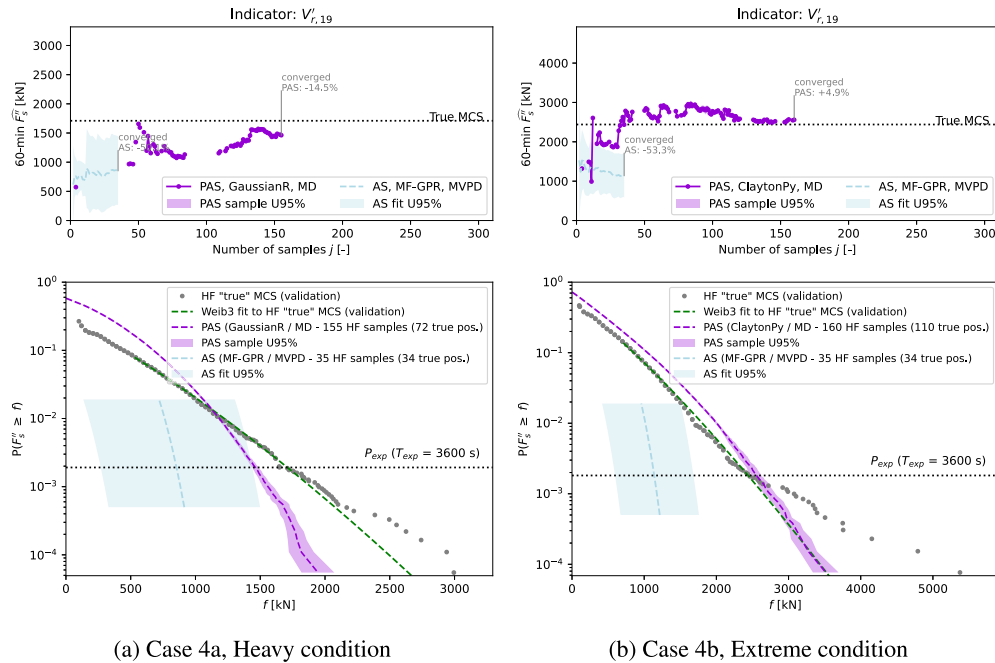 Indicator: V′r, 19
60-min F̂″s [kN]
3000
2500
2000
1500
1000
500
0
converged
PAS: -14.5%
True MCS
converged
PAS, GaussianR, MD
PAS sample U95%
AS, MF-GPR, MVPD
AS fit U95%
0 50 100 150 200 250 300
Number of samples j [-]
Indicator: V′r, 19
60-min F̂″s [kN]
5000
4000
3000
2000
1000
0
converged
PAS: +4.9%
True MCS
converged
AS: -53.3%
PAS, ClaytonPy, MD
PAS sample U95%
AS, MF-GPR, MVPD
AS fit U95%
0 50 100 150 200 250 300
Number of samples j [-]
P(F″s ≥ f)
10⁰
10⁻¹
10⁻²
10⁻³
10⁻⁴
HF "true" MCS (validation)
Weib3 fit to HF "true" MCS (validation)
PAS (GaussianR / MD - 155 HF samples (72 true pos.)
PAS sample U95%
AS (MF-GPR / MVPD - 35 HF samples (34 true pos.)
AS fit U95%
Pexp (Texp = 3600 s)
0 500 1000 1500 2000 2500 3000
f [kN]
P(F″s ≥ f)
10⁰
10⁻¹
10⁻²
10⁻³
10⁻⁴
HF "true" MCS (validation)
Weib3 fit to HF "true" MCS (validation)
PAS (ClaytonPy / MD - 160 HF samples (110 true pos.)
PAS sample U95%
AS (MF-GPR / MVPD - 35 HF samples (34 true pos.)
AS fit U95%
Pexp (Texp = 3600 s)
0 1000 2000 3000 4000 5000
f [kN]
(a) Case 4a, Heavy condition
(b) Case 4b, Extreme condition